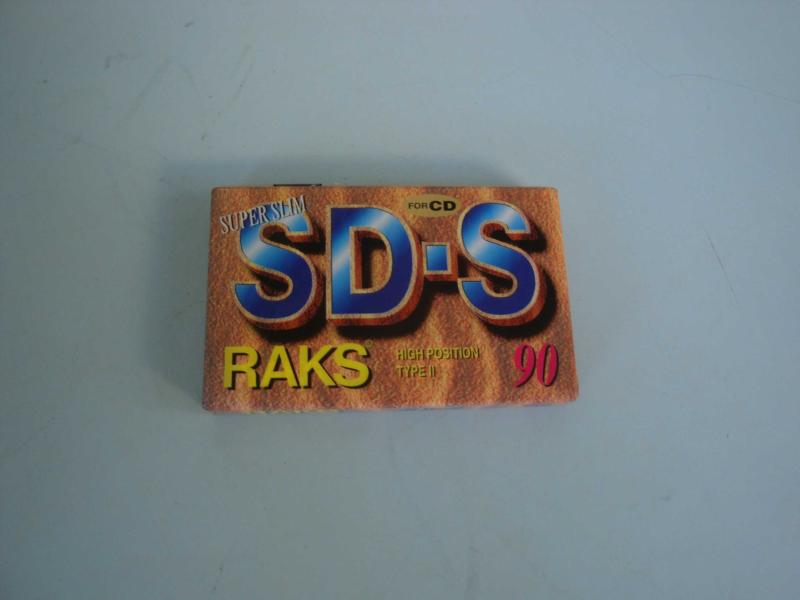 SUPER SLIM
FOR CD
SD-S
RAKS®
HIGH POSITION
TYPE II
90